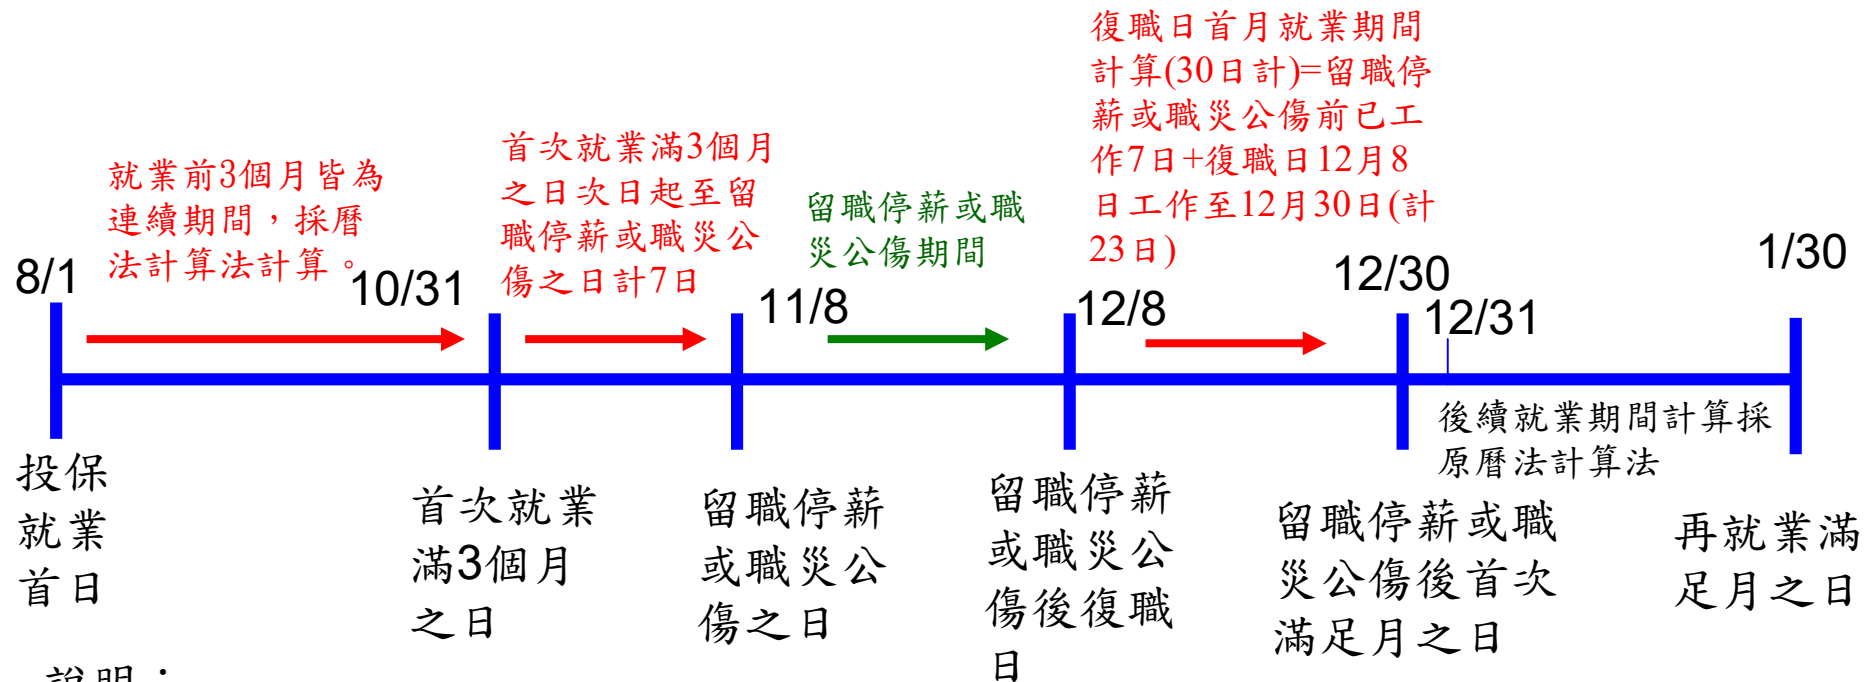 復職日首月就業期間
計算(30日計)=留職停
薪或職災公傷前已工
作7日+復職日12月8
日工作至12月30日(計
23日)
首次就業滿3個月
之日次日起至留
職停薪或職災公
傷之日計7日
就業前3個月皆為
連續期間，採曆
法計算法計算。
留職停薪或職
災公傷期間
8/1
10/31
11/8
12/8
12/30
12/31
1/30
後續就業期間計算採
原曆法計算法
投保
就業
首日
首次就業
滿3個月
之日
留職停薪
或職災公
傷之日
留職停薪
或職災公
傷後復職
日
留職停薪或職
災公傷後首次
滿足月之日
再就業滿
足月之日
說明：